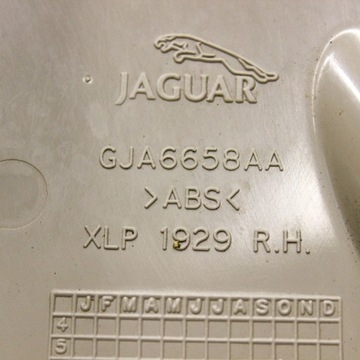 JAGUAR
GJA6658AA
>ABS<
XLP 1929 R.H.
J F M A M J J A S O N D
4
5